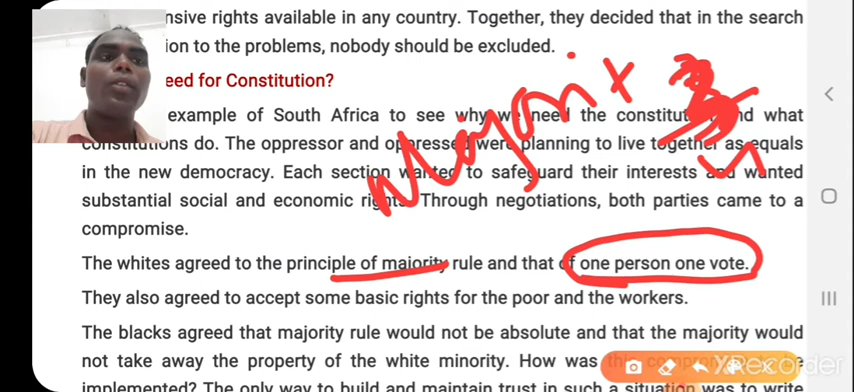 nsive rights available in any country. Together, they decided that in the search
ion to the problems, nobody should be excluded.
eed for Constitution?
example of South Africa to see why we need the constitution and what
constitutions do. The oppressor and oppressed were planning to live together as equals
in the new democracy. Each section wanted to safeguard their interests and wanted
substantial social and economic rights. Through negotiations, both parties came to a
compromise.
The whites agreed to the principle of majority rule and that of one person one vote.
They also agreed to accept some basic rights for the poor and the workers.
The blacks agreed that majority rule would not be absolute and that the majority would
not take away the property of the white minority. How was this compromise to be
implemented? The only way to build and maintain trust in such a situation was to write
XRecorder